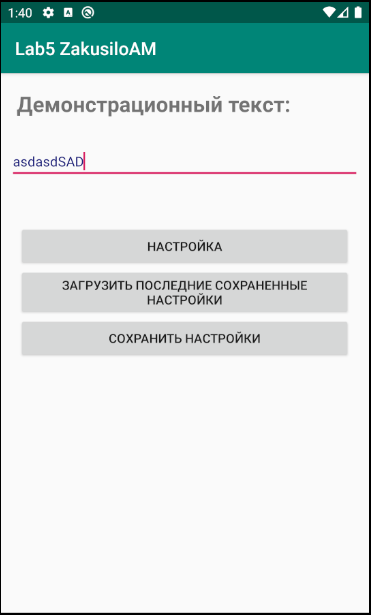 1:40
Lab5 ZakusiloAM
Демонстрационный текст:
asdasdSAD
НАСТРОЙКА
ЗАГРУЗИТЬ ПОСЛЕДНИЕ СОХРАНЕННЫЕ
НАСТРОЙКИ
СОХРАНИТЬ НАСТРОЙКИ